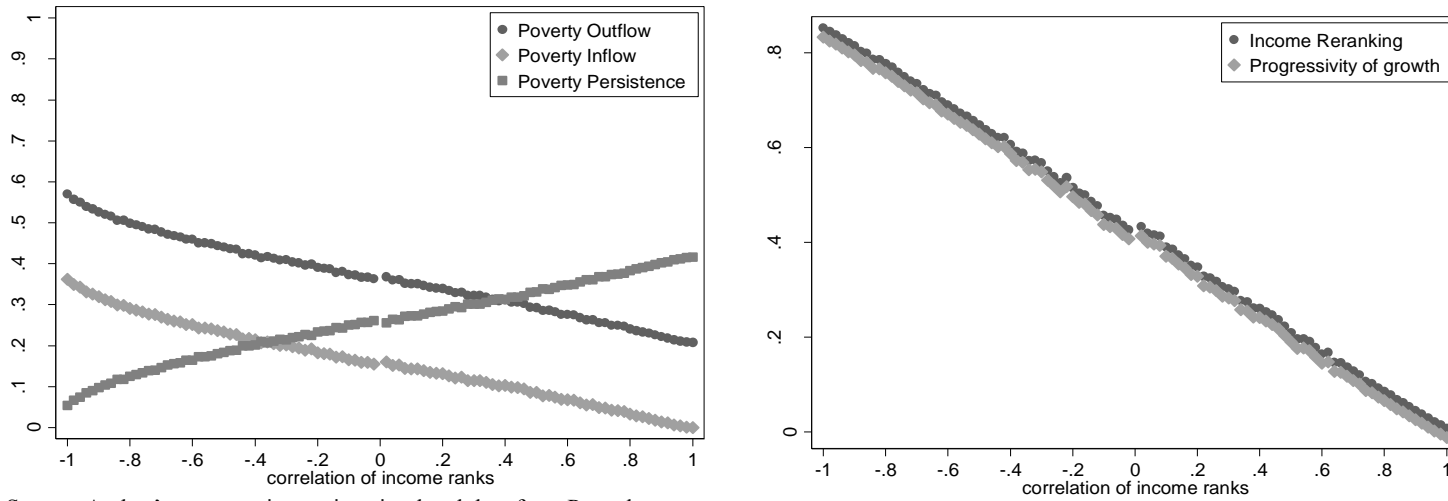 Poverty Outflow
Poverty Inflow
Poverty Persistence
1
.9
.8
.7
.6
.5
.4
.3
.2
.1
0
-1 -.8 -.6 -.4 -.2 0 .2 .4 .6 .8 1
correlation of income ranks
Income Reranking
Progressivity of growth
.8
.6
.4
.2
0
-1 -.8 -.6 -.4 -.2 0 .2 .4 .6 .8 1
correlation of income ranks